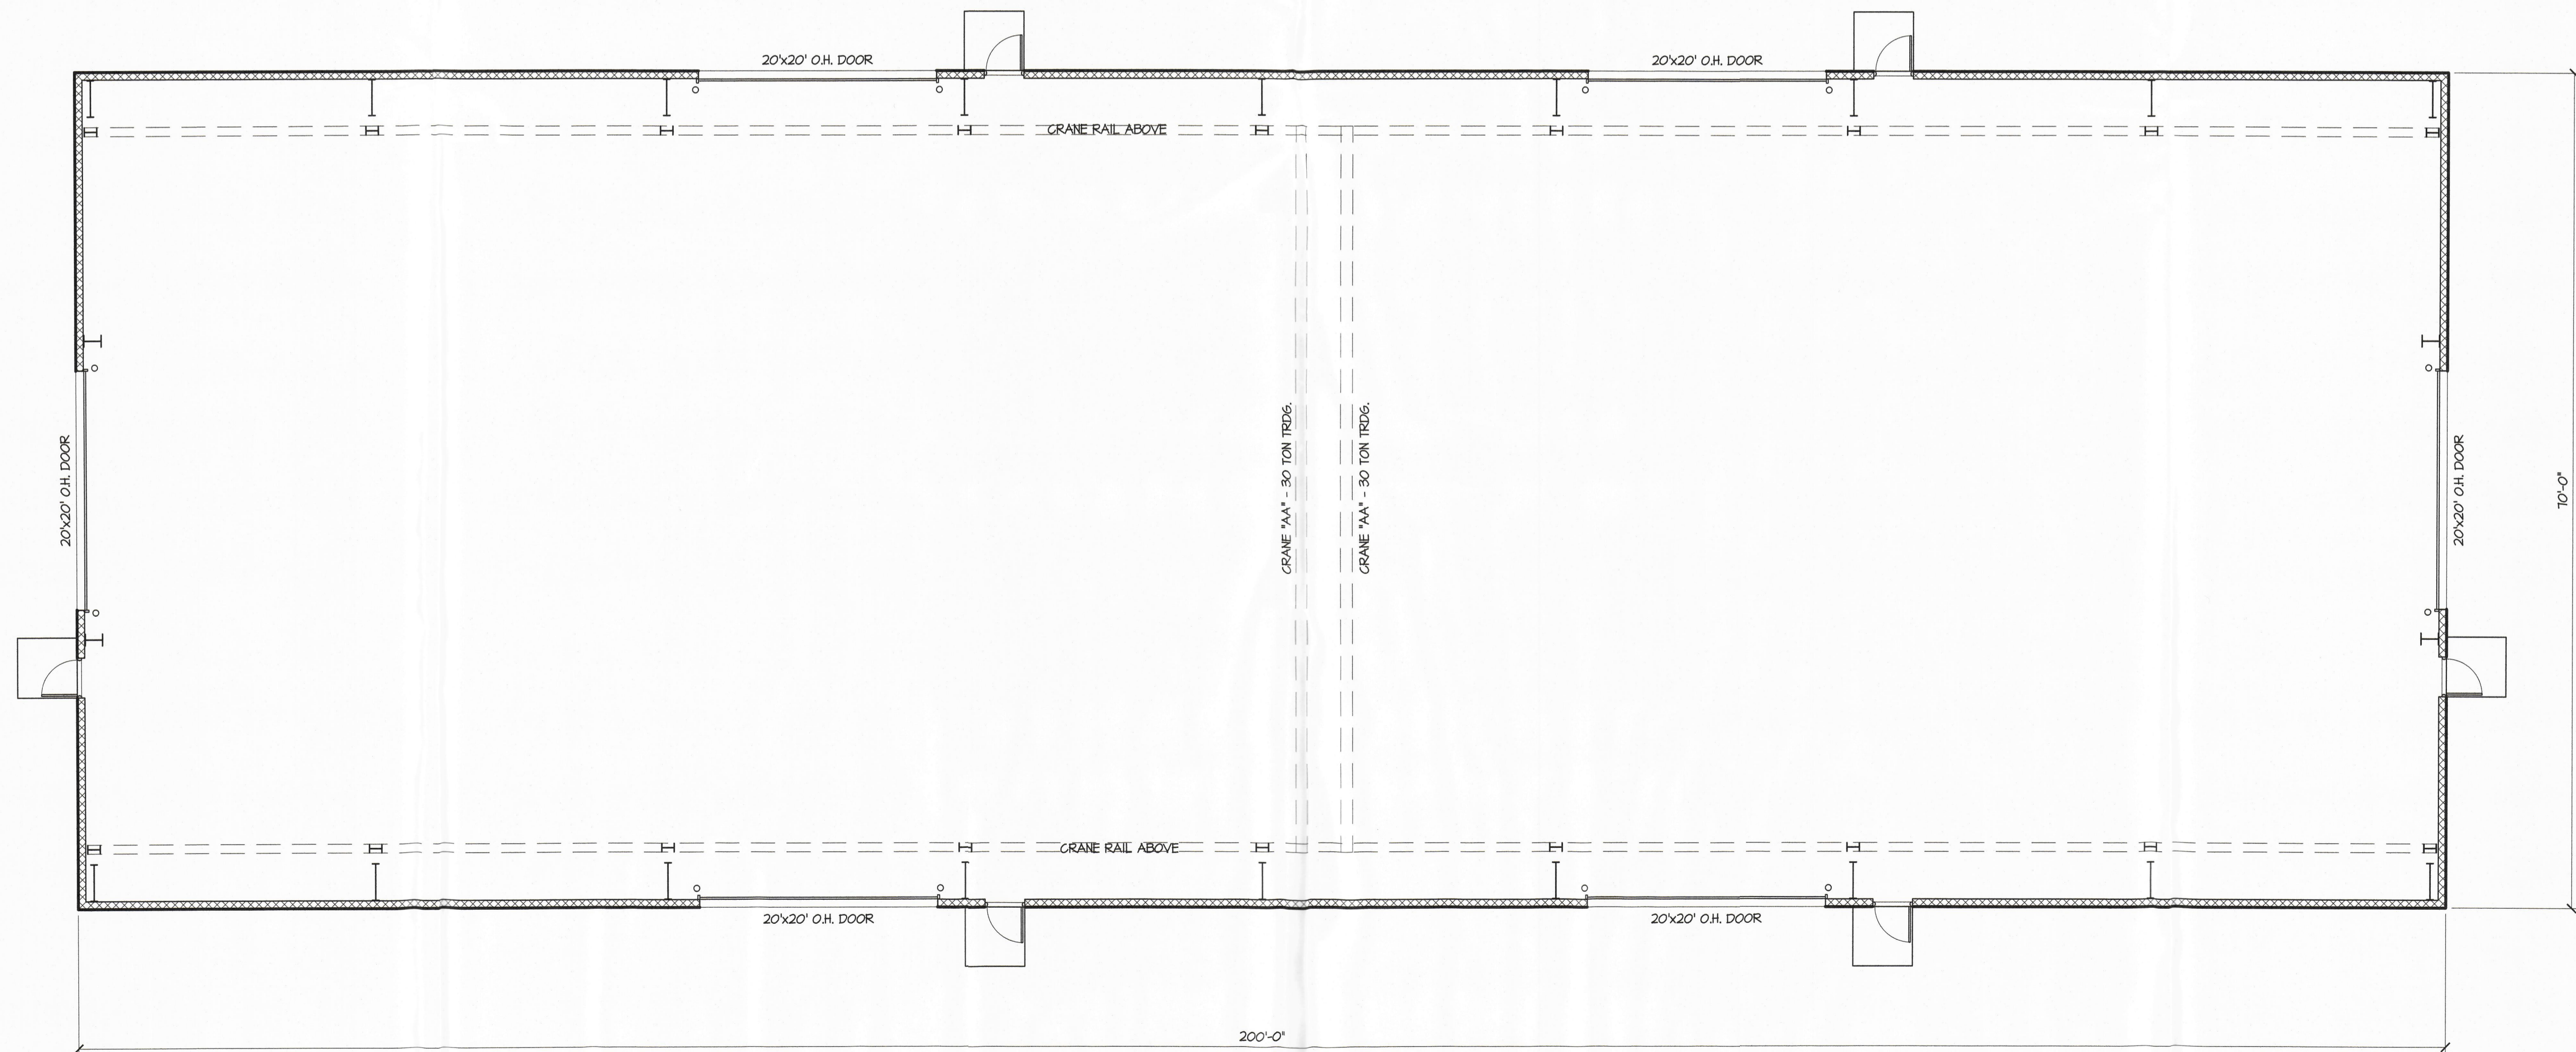 20'x20' O.H. DOOR
20'x20' O.H. DOOR
CRANE RAIL ABOVE
20'x20' O.H. DOOR
CRANE "AA" - 30 TON TRDG.
CRANE "AA" - 30 TON TRDG.
20'x20' O.H. DOOR
70'-0"
CRANE RAIL ABOVE
20'x20' O.H. DOOR
20'x20' O.H. DOOR
200'-0"